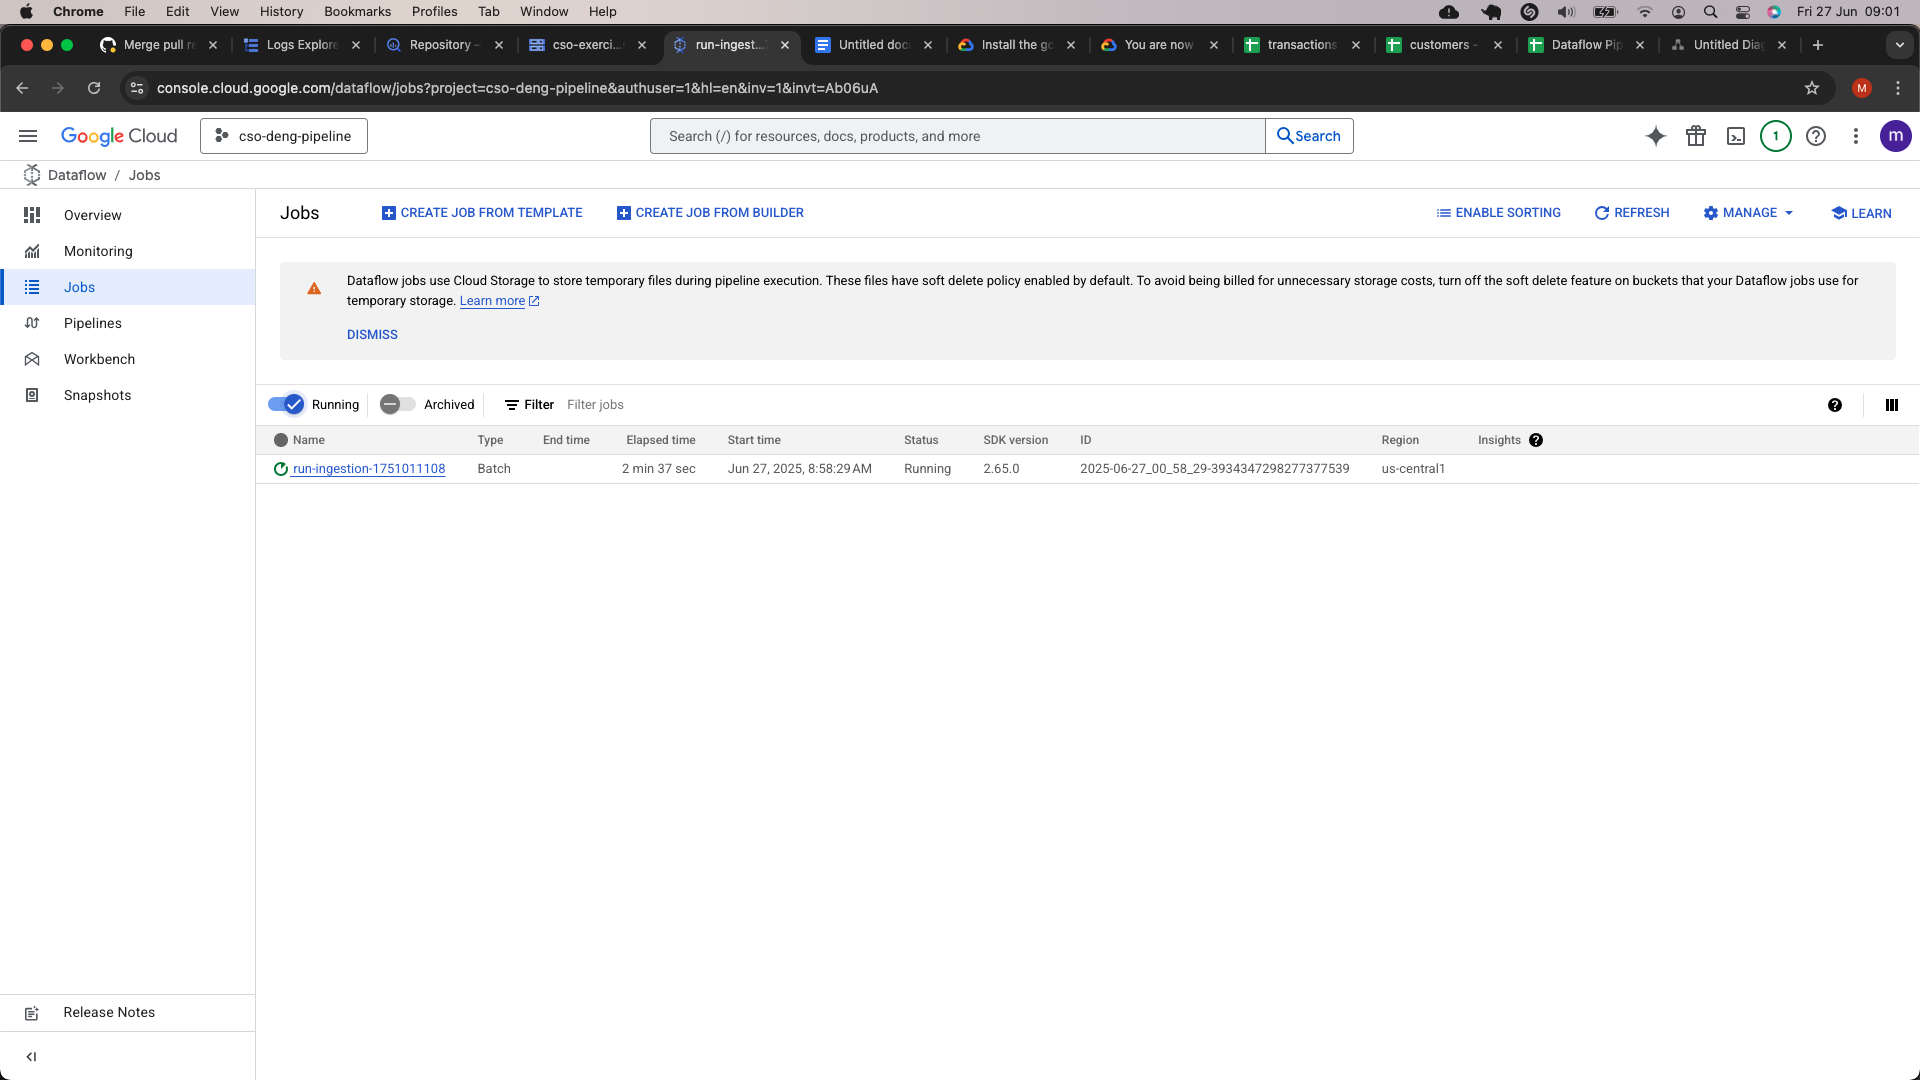 Chrome File Edit View History Bookmarks Profiles Tab Window Help Fri 27 Jun 09:01
Merge pull re Logs Explore Repository – cso-exerci... run-ingest... Untitled doc Install the gc You are now transactions customers - Dataflow Pip Untitled Diag
console.cloud.google.com/dataflow/jobs?project=cso-deng-pipeline&authuser=1&hl=en&inv=1&invt=Ab06uA M
Google Cloud cso-deng-pipeline Search (/) for resources, docs, products, and more Search 1 m
Dataflow / Jobs
Overview
Monitoring
Jobs
Pipelines
Workbench
Snapshots
Release Notes
Jobs CREATE JOB FROM TEMPLATE CREATE JOB FROM BUILDER ENABLE SORTING REFRESH MANAGE LEARN
Dataflow jobs use Cloud Storage to store temporary files during pipeline execution. These files have soft delete policy enabled by default. To avoid being billed for unnecessary storage costs, turn off the soft delete feature on buckets that your Dataflow jobs use for
temporary storage. Learn more
DISMISS
Running Archived Filter Filter jobs
Name Type End time Elapsed time Start time Status SDK version ID Region Insights
run-ingestion-1751011108 Batch 2 min 37 sec Jun 27, 2025, 8:58:29 AM Running 2.65.0 2025-06-27_00_58_29-3934347298277377539 us-central1